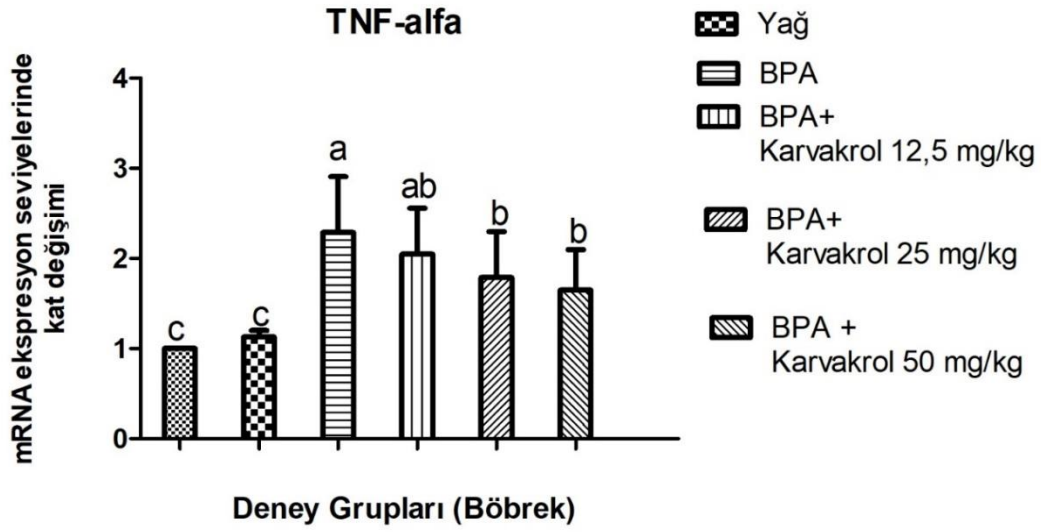 TNF-alfa
mRNA ekspresyon seviyelerinde
kat değişimi
4
3
2
1
0
c
c
a
ab
b
b
Deney Grupları (Böbrek)
Yağ
BPA
BPA+
Karvakrol 12,5 mg/kg
BPA+
Karvakrol 25 mg/kg
BPA +
Karvakrol 50 mg/kg